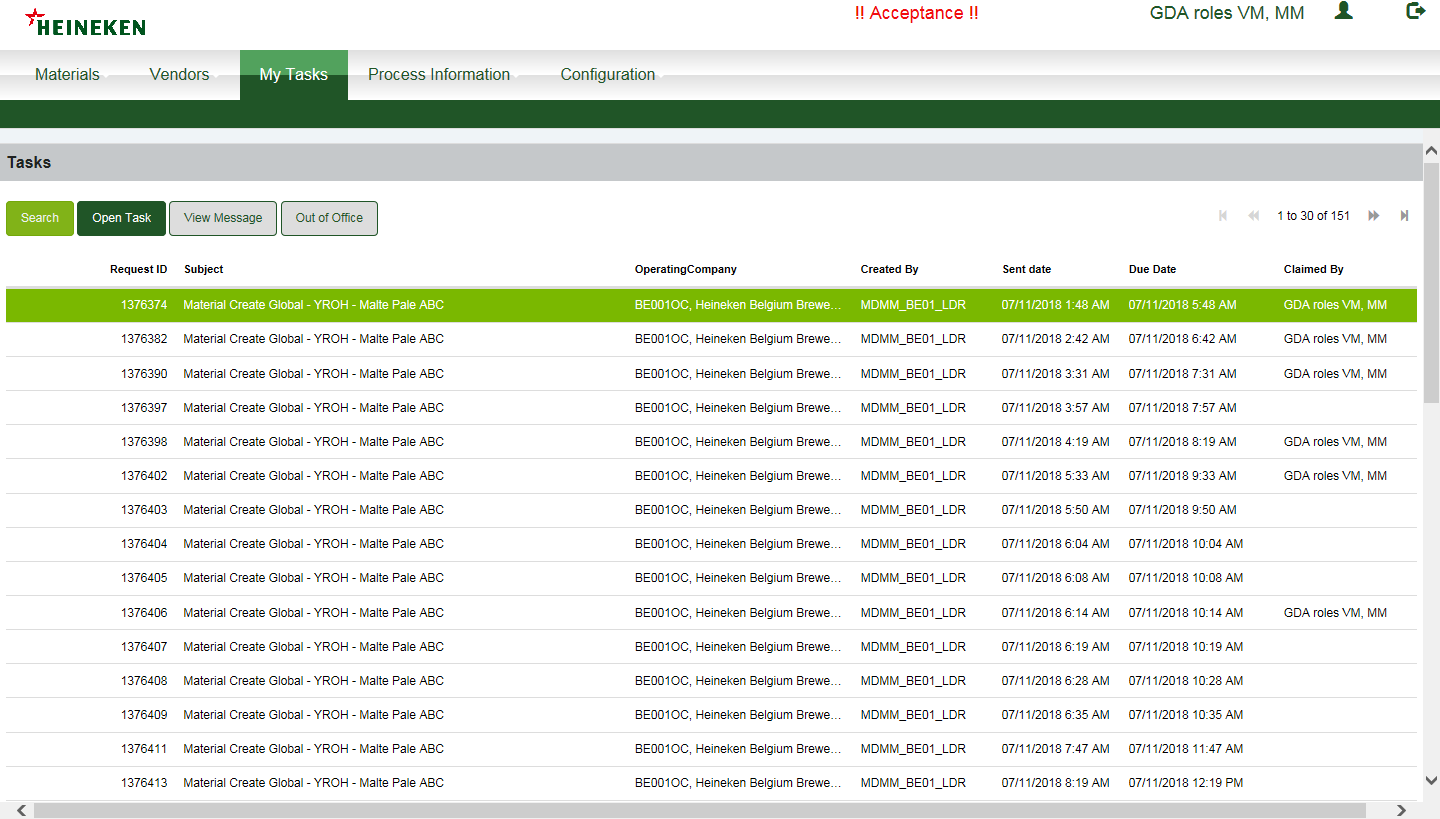 HEINEKEN !! Acceptance !! GDA roles VM, MM
Materials Vendors My Tasks Process Information Configuration
Tasks
Search Open Task View Message Out of Office 1 to 30 of 151
Request ID Subject OperatingCompany Created By Sent date Due Date Claimed By
1376374 Material Create Global - YROH - Malte Pale ABC BE001OC, Heineken Belgium Brewe... MDMM_BE01_LDR 07/11/2018 1:48 AM 07/11/2018 5:48 AM GDA roles VM, MM
1376382 Material Create Global - YROH - Malte Pale ABC BE001OC, Heineken Belgium Brewe... MDMM_BE01_LDR 07/11/2018 2:42 AM 07/11/2018 6:42 AM GDA roles VM, MM
1376390 Material Create Global - YROH - Malte Pale ABC BE001OC, Heineken Belgium Brewe... MDMM_BE01_LDR 07/11/2018 3:31 AM 07/11/2018 7:31 AM GDA roles VM, MM
1376397 Material Create Global - YROH - Malte Pale ABC BE001OC, Heineken Belgium Brewe... MDMM_BE01_LDR 07/11/2018 3:57 AM 07/11/2018 7:57 AM
1376398 Material Create Global - YROH - Malte Pale ABC BE001OC, Heineken Belgium Brewe... MDMM_BE01_LDR 07/11/2018 4:19 AM 07/11/2018 8:19 AM GDA roles VM, MM
1376402 Material Create Global - YROH - Malte Pale ABC BE001OC, Heineken Belgium Brewe... MDMM_BE01_LDR 07/11/2018 5:33 AM 07/11/2018 9:33 AM GDA roles VM, MM
1376403 Material Create Global - YROH - Malte Pale ABC BE001OC, Heineken Belgium Brewe... MDMM_BE01_LDR 07/11/2018 5:50 AM 07/11/2018 9:50 AM
1376404 Material Create Global - YROH - Malte Pale ABC BE001OC, Heineken Belgium Brewe... MDMM_BE01_LDR 07/11/2018 6:04 AM 07/11/2018 10:04 AM
1376405 Material Create Global - YROH - Malte Pale ABC BE001OC, Heineken Belgium Brewe... MDMM_BE01_LDR 07/11/2018 6:08 AM 07/11/2018 10:08 AM
1376406 Material Create Global - YROH - Malte Pale ABC BE001OC, Heineken Belgium Brewe... MDMM_BE01_LDR 07/11/2018 6:14 AM 07/11/2018 10:14 AM GDA roles VM, MM
1376407 Material Create Global - YROH - Malte Pale ABC BE001OC, Heineken Belgium Brewe... MDMM_BE01_LDR 07/11/2018 6:19 AM 07/11/2018 10:19 AM
1376408 Material Create Global - YROH - Malte Pale ABC BE001OC, Heineken Belgium Brewe... MDMM_BE01_LDR 07/11/2018 6:28 AM 07/11/2018 10:28 AM
1376409 Material Create Global - YROH - Malte Pale ABC BE001OC, Heineken Belgium Brewe... MDMM_BE01_LDR 07/11/2018 6:35 AM 07/11/2018 10:35 AM
1376411 Material Create Global - YROH - Malte Pale ABC BE001OC, Heineken Belgium Brewe... MDMM_BE01_LDR 07/11/2018 7:47 AM 07/11/2018 11:47 AM
1376413 Material Create Global - YROH - Malte Pale ABC BE001OC, Heineken Belgium Brewe... MDMM_BE01_LDR 07/11/2018 8:19 AM 07/11/2018 12:19 PM